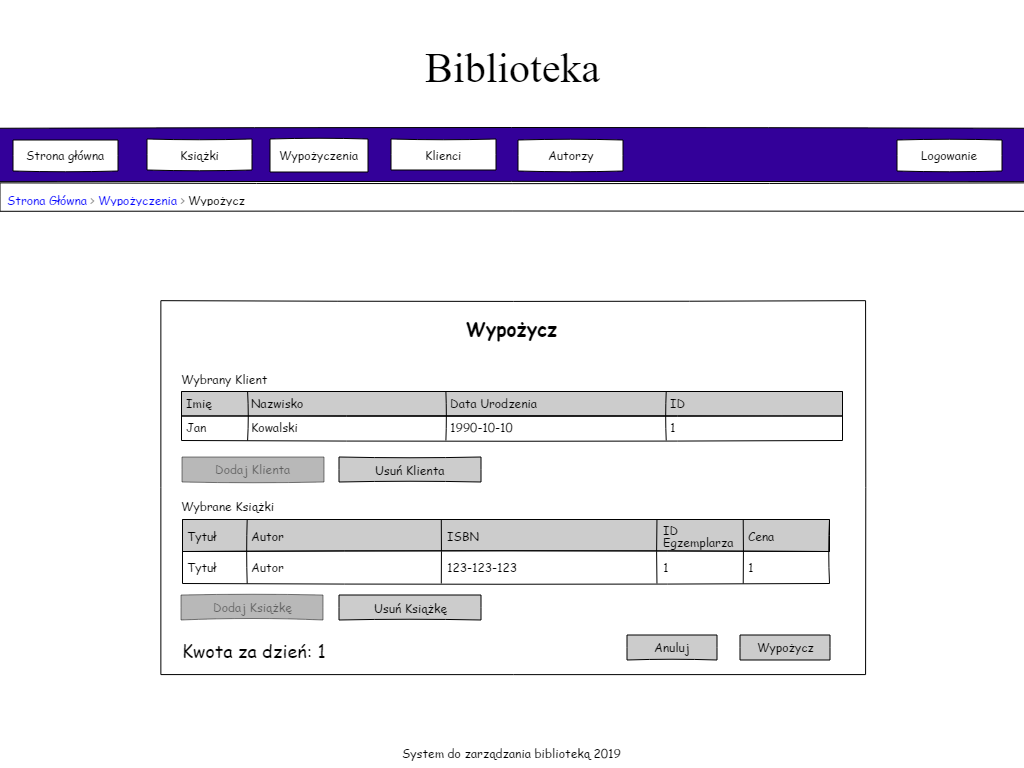 Biblioteka
Strona główna Książki Wypożyczenia Klienci Autorzy Logowanie
Strona Główna > Wypożyczenia > Wypożycz
Wypożycz
Wybrany Klient
Imię Nazwisko Data Urodzenia ID
Jan Kowalski 1990-10-10 1
Dodaj Klienta Usuń Klienta
Wybrane Książki
Tytuł Autor ISBN ID Egzemplarza Cena
Tytuł Autor 123-123-123 1 1
Dodaj Książkę Usuń Książkę
Kwota za dzień: 1 Anuluj Wypożycz
System do zarządzania biblioteką 2019